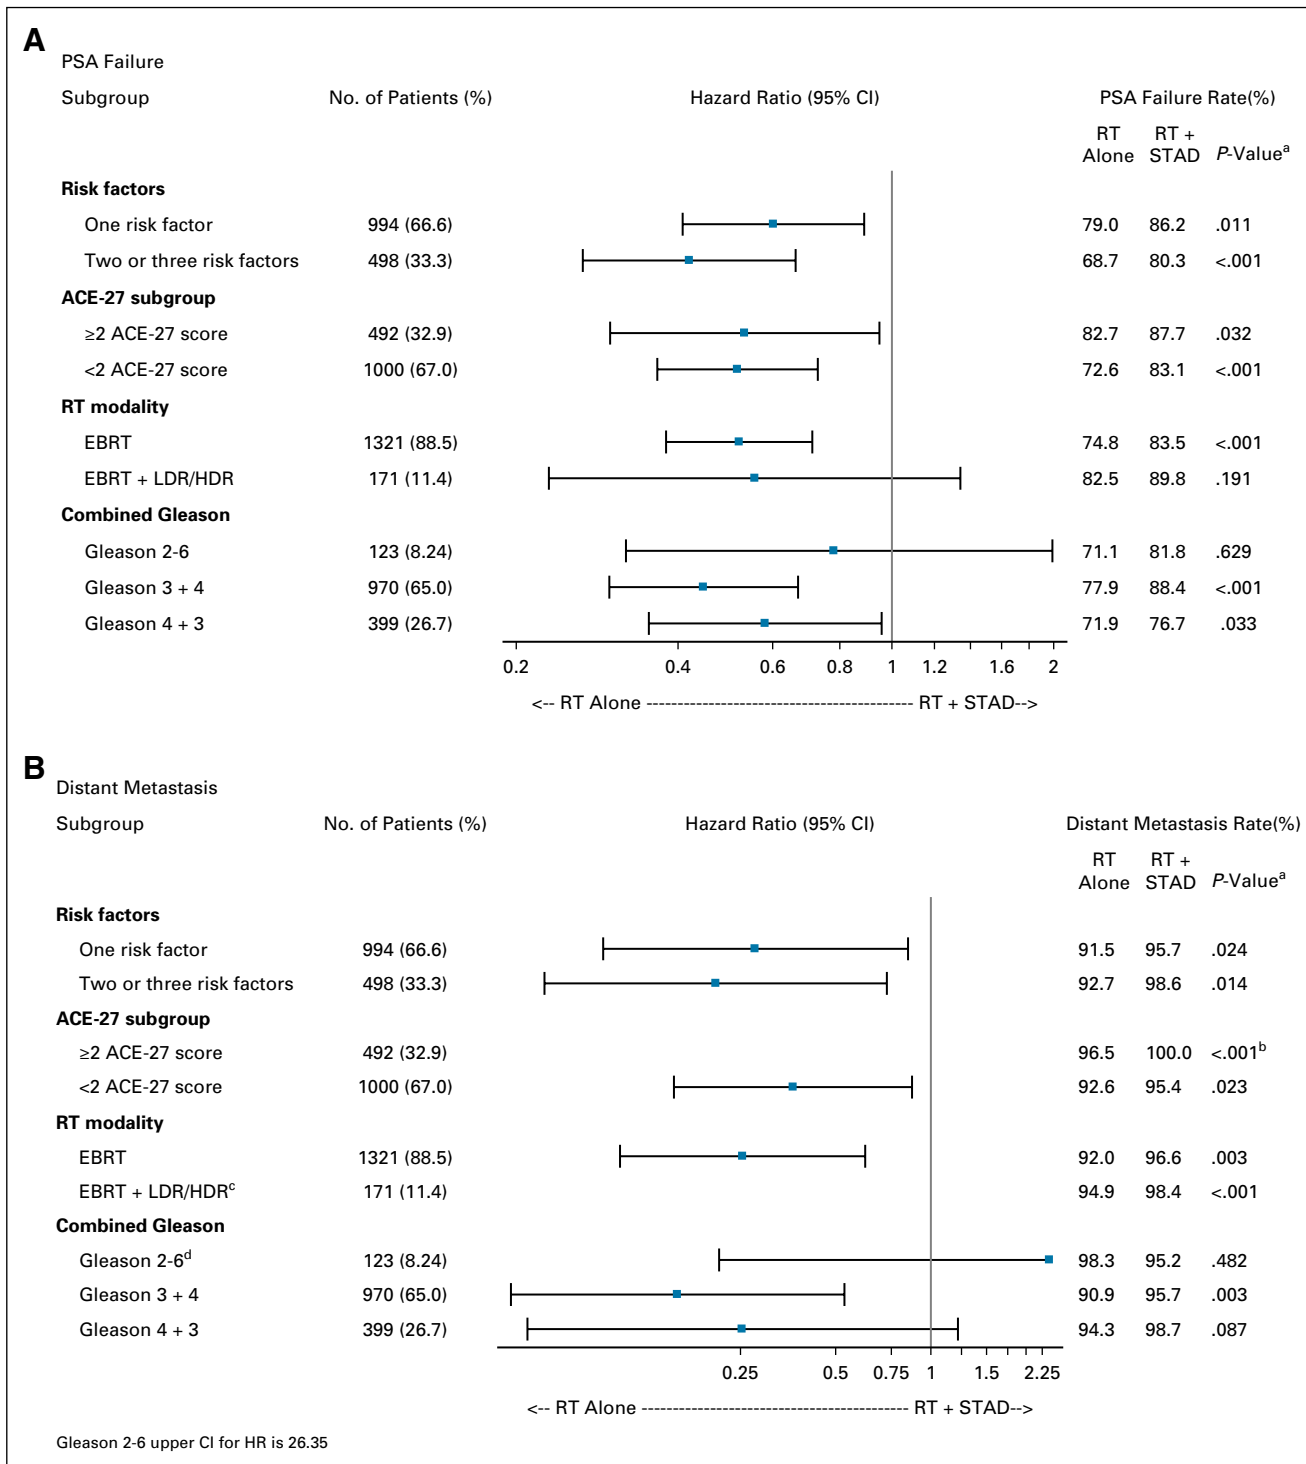 A
PSA Failure
Subgroup No. of Patients (%) Hazard Ratio (95% CI) PSA Failure Rate(%)
RT Alone RT + STAD P-Valueᵃ
Risk factors
One risk factor 994 (66.6) 79.0 86.2 .011
Two or three risk factors 498 (33.3) 68.7 80.3 <.001
ACE-27 subgroup
≥2 ACE-27 score 492 (32.9) 82.7 87.7 .032
<2 ACE-27 score 1000 (67.0) 72.6 83.1 <.001
RT modality
EBRT 1321 (88.5) 74.8 83.5 <.001
EBRT + LDR/HDR 171 (11.4) 82.5 89.8 .191
Combined Gleason
Gleason 2-6 123 (8.24) 71.1 81.8 .629
Gleason 3 + 4 970 (65.0) 77.9 88.4 <.001
Gleason 4 + 3 399 (26.7) 71.9 76.7 .033
0.2 0.4 0.6 0.8 1 1.2 1.6 2
<-- RT Alone ------------------------------------------- RT + STAD-->
B
Distant Metastasis
Subgroup No. of Patients (%) Hazard Ratio (95% CI) Distant Metastasis Rate(%)
RT Alone RT + STAD P-Valueᵃ
Risk factors
One risk factor 994 (66.6) 91.5 95.7 .024
Two or three risk factors 498 (33.3) 92.7 98.6 .014
ACE-27 subgroup
≥2 ACE-27 score 492 (32.9) 96.5 100.0 <.001ᵇ
<2 ACE-27 score 1000 (67.0) 92.6 95.4 .023
RT modality
EBRT 1321 (88.5) 92.0 96.6 .003
EBRT + LDR/HDRᶜ 171 (11.4) 94.9 98.4 <.001
Combined Gleason
Gleason 2-6ᵈ 123 (8.24) 98.3 95.2 .482
Gleason 3 + 4 970 (65.0) 90.9 95.7 .003
Gleason 4 + 3 399 (26.7) 94.3 98.7 .087
0.25 0.5 0.75 1 1.5 2.25
<-- RT Alone ------------------------------------------- RT + STAD-->
Gleason 2-6 upper CI for HR is 26.35